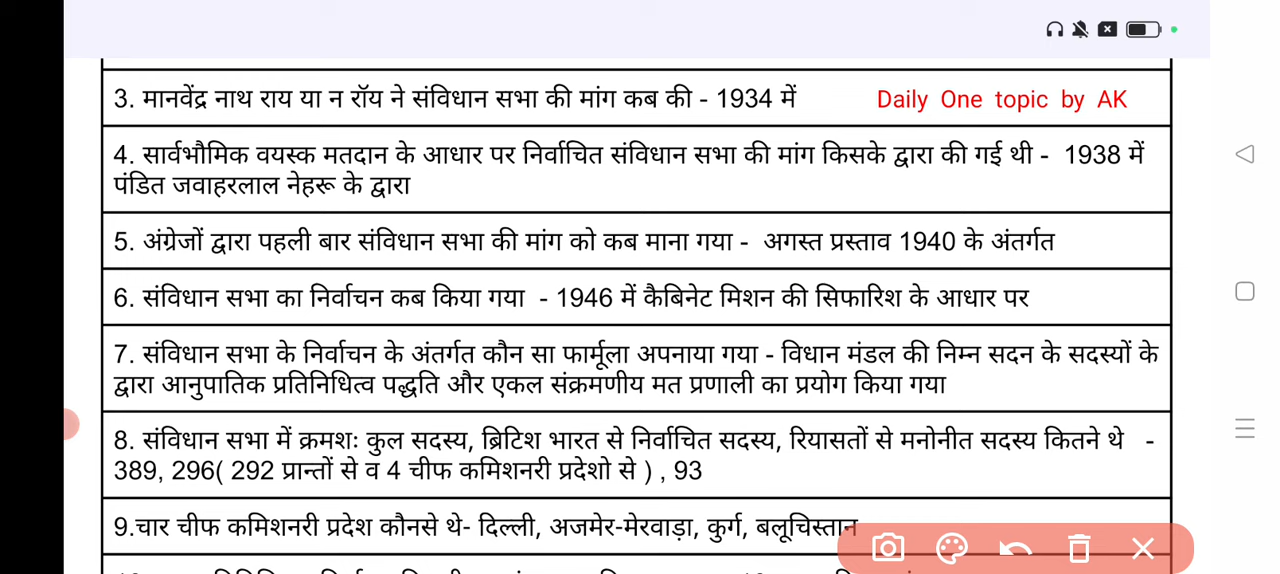 3. मानवेंद्र नाथ राय या न रॉय ने संविधान सभा की मांग कब की - 1934 में
Daily One topic by AK
4. सार्वभौमिक वयस्क मतदान के आधार पर निर्वाचित संविधान सभा की मांग किसके द्वारा की गई थी - 1938 में
पंडित जवाहरलाल नेहरू के द्वारा
5. अंग्रेजों द्वारा पहली बार संविधान सभा की मांग को कब माना गया - अगस्त प्रस्ताव 1940 के अंतर्गत
6. संविधान सभा का निर्वाचन कब किया गया - 1946 में कैबिनेट मिशन की सिफारिश के आधार पर
7. संविधान सभा के निर्वाचन के अंतर्गत कौन सा फार्मूला अपनाया गया - विधान मंडल की निम्न सदन के सदस्यों के
द्वारा आनुपातिक प्रतिनिधित्व पद्धति और एकल संक्रमणीय मत प्रणाली का प्रयोग किया गया
8. संविधान सभा में क्रमशः कुल सदस्य, ब्रिटिश भारत से निर्वाचित सदस्य, रियासतों से मनोनीत सदस्य कितने थे -
389, 296( 292 प्रान्तों से व 4 चीफ कमिशनरी प्रदेशो से ) , 93
9.चार चीफ कमिशनरी प्रदेश कौनसे थे- दिल्ली, अजमेर-मेरवाड़ा, कुर्ग, बलूचिस्तान